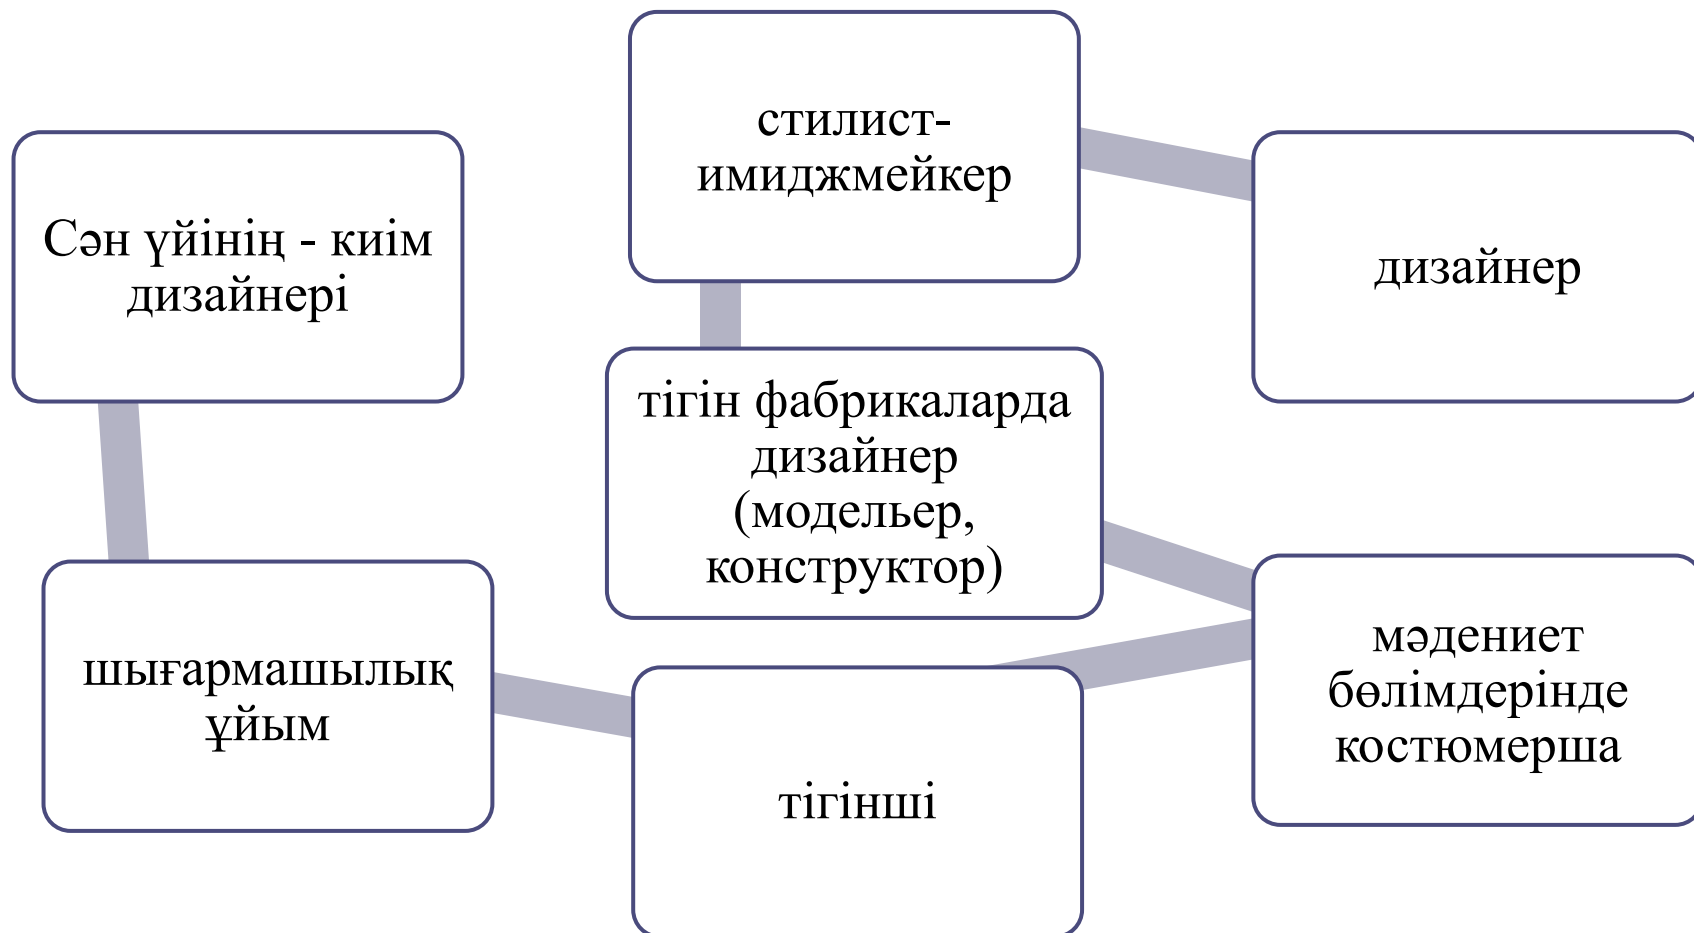 Сән үйінің - киім
дизайнері
шығармашылық
ұйым
тігінші
мәдениет
бөлімдерінде
костюмерша
тігін фабрикаларда
дизайнер
(модельер,
конструктор)
стилист-
имиджмейкер
дизайнер